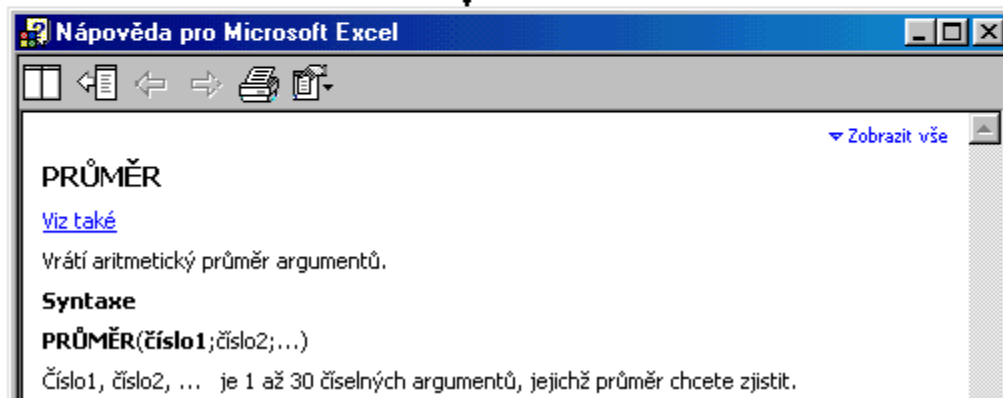 Nápověda pro Microsoft Excel
Zobrazit vše
PRŮMĚR
Viz také
Vrátí aritmetický průměr argumentů.
Syntaxe
PRŮMĚR(číslo1;číslo2;...)
Číslo1, číslo2, ... je 1 až 30 číselných argumentů, jejichž průměr chcete zjistit.